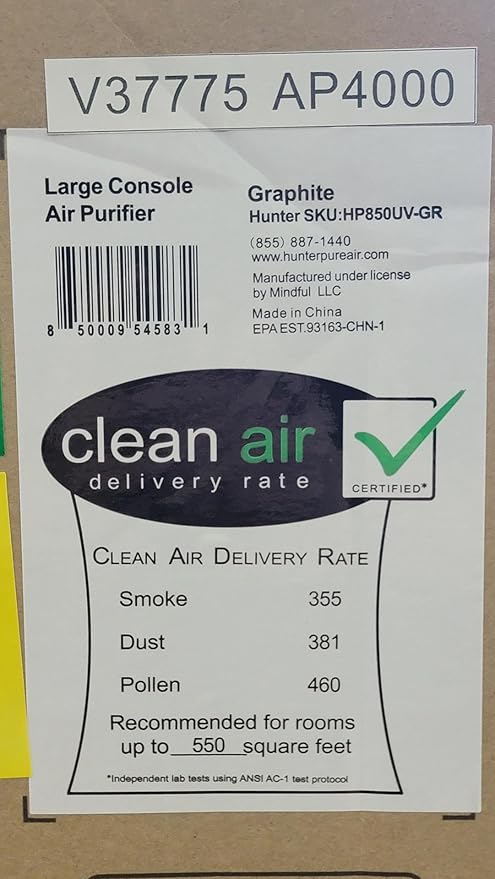 V37775 AP4000
Large Console
Air Purifier
Graphite
Hunter SKU:HP850UV-GR
(855) 887-1440
www.hunterpureair.com
Manufactured under license
by Mindful LLC
Made in China
EPA EST.93163-CHN-1
8 50009 54583 1
clean air
delivery rate
CERTIFIED*
CLEAN AIR DELIVERY RATE
Smoke 355
Dust 381
Pollen 460
Recommended for rooms
up to 550 square feet
*Independent lab tests using ANSI AC-1 test protocol